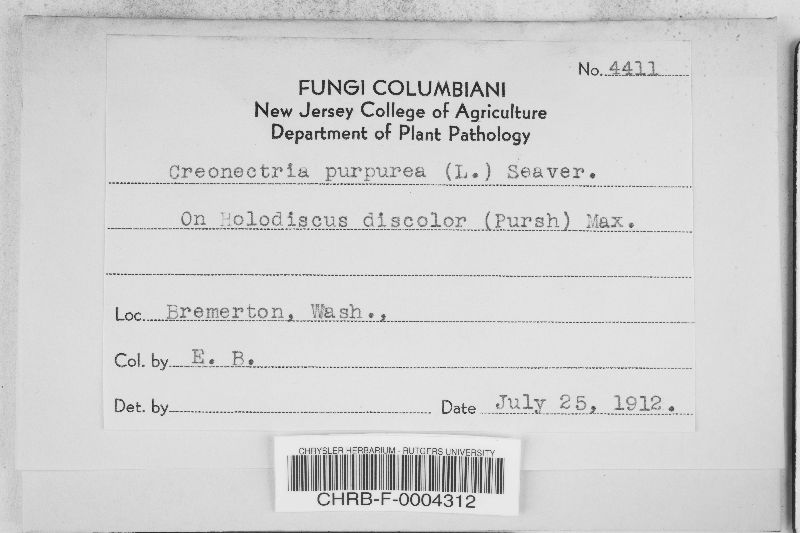 No. 4411
FUNGI COLUMBIANI
New Jersey College of Agriculture
Department of Plant Pathology
Creonectria purpurea (L.) Seaver.
On Holodiscus discolor (Pursh) Max.
Loc. Bremerton, Wash.,
Col. by E. B.
Det. by
Date July 25, 1912.
CHRYSLER HERBARIUM - RUTGERS UNIVERSITY
CHRB-F-0004312